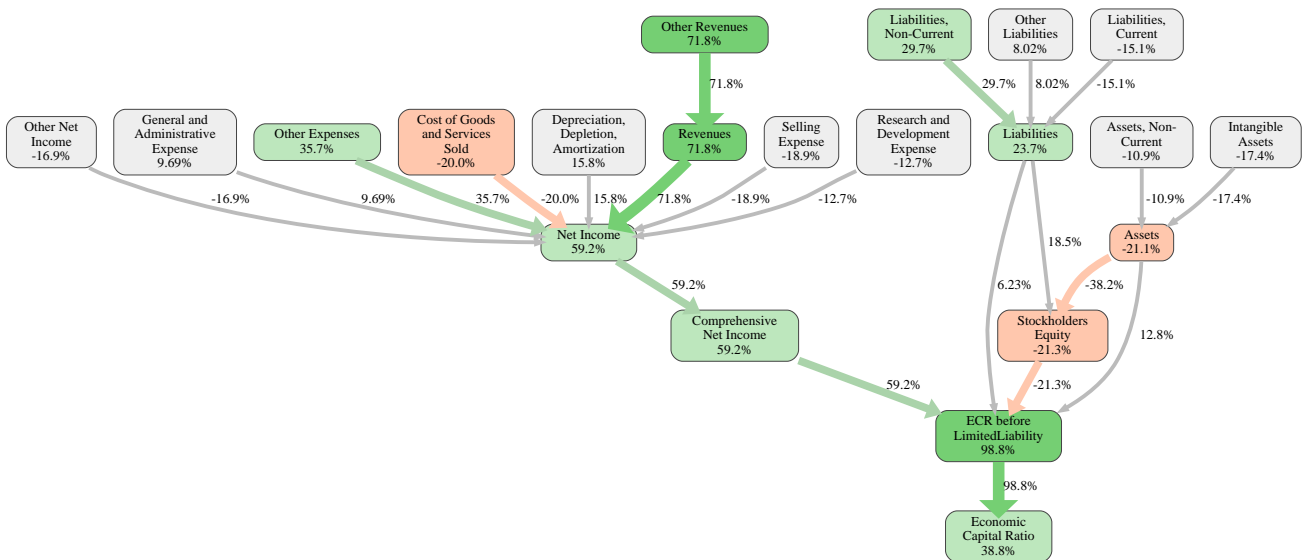 Other Revenues
71.8%
Liabilities,
Non-Current
29.7%
Other
Liabilities
8.02%
Liabilities,
Current
-15.1%
71.8%
29.7%
8.02%
-15.1%
Other Net
Income
-16.9%
General and
Administrative
Expense
9.69%
Other Expenses
35.7%
Cost of Goods
and Services
Sold
-20.0%
Depreciation,
Depletion,
Amortization
15.8%
Revenues
71.8%
Selling
Expense
-18.9%
Research and
Development
Expense
-12.7%
Liabilities
23.7%
Assets, Non-
Current
-10.9%
Intangible
Assets
-17.4%
-16.9%
9.69%
35.7%
-20.0%
15.8%
71.8%
-18.9%
-12.7%
-10.9%
-17.4%
Net Income
59.2%
18.5%
Assets
-21.1%
59.2%
6.23%
-38.2%
Comprehensive
Net Income
59.2%
Stockholders
Equity
-21.3%
12.8%
59.2%
-21.3%
ECR before
LimitedLiability
98.8%
98.8%
Economic
Capital Ratio
38.8%